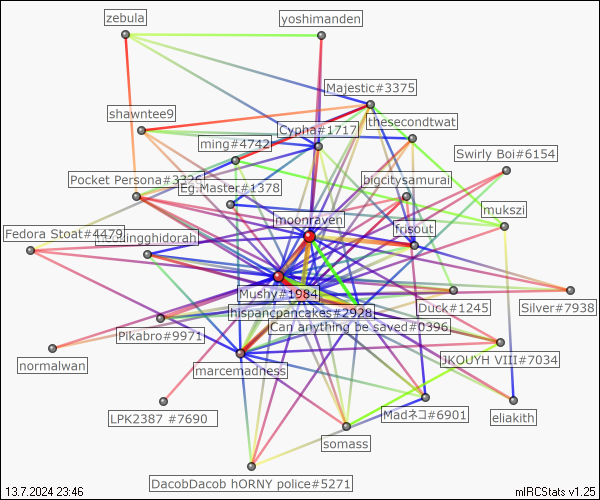 zebula
yoshimanden
Majestic#3375
shawntee9
thesecondtwat
Cypha#1717
ming#4742
Swirly Boi#6154
Pocket Persona#3326
bigcitysamurai
Eg.Master#1378
mukszi
moonraven
frisout
Fedora Stoat#4479
Mushy#1984
Duck#1245
Silver#7938
hispancpancakes#2928
Can anything be saved#0396
Pikabro#9971
JKOUYH VIII#7034
normalwan
marcemadness
LPK2387 #7690
Madネコ#6901
eliakith
somass
DacobDacob hORNY police#5271
13.7.2024 23:46
mIRCStats v1.25